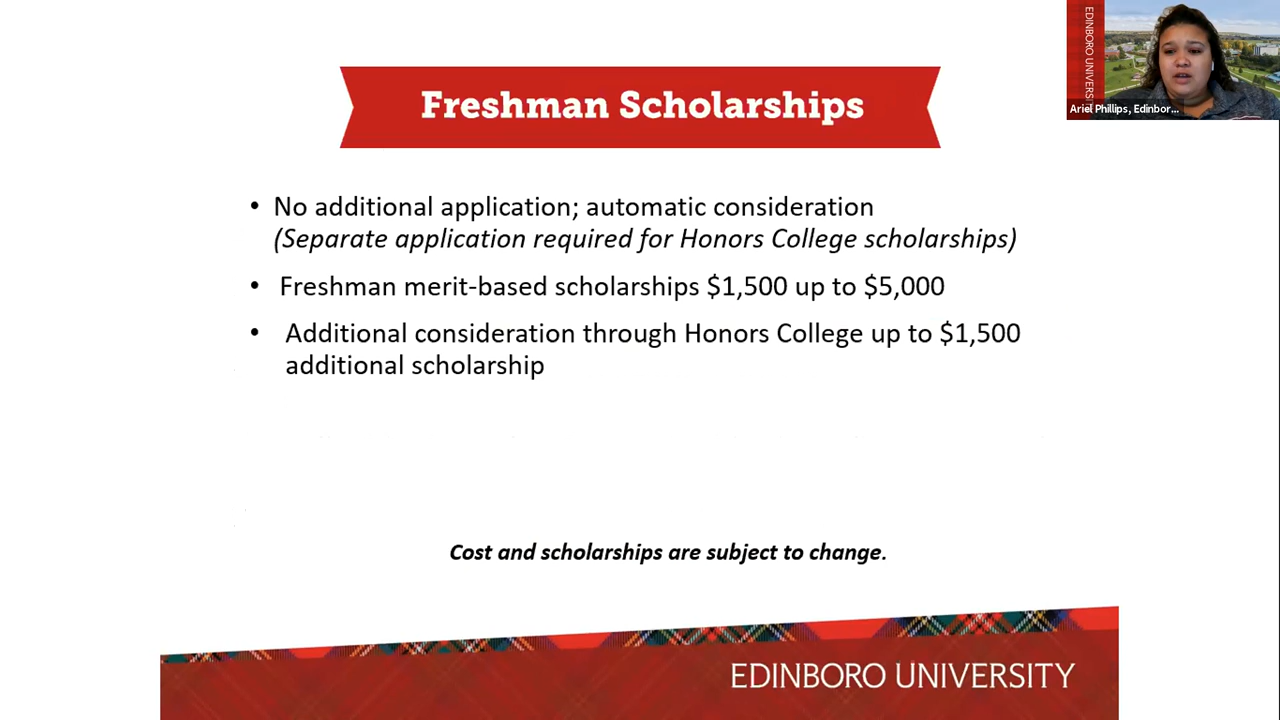 EDINBORO UNIVERSITY
Ariel Phillips, Edinbor...
Freshman Scholarships
• No additional application; automatic consideration
(Separate application required for Honors College scholarships)
• Freshman merit-based scholarships $1,500 up to $5,000
• Additional consideration through Honors College up to $1,500
additional scholarship
Cost and scholarships are subject to change.
EDINBORO UNIVERSITY